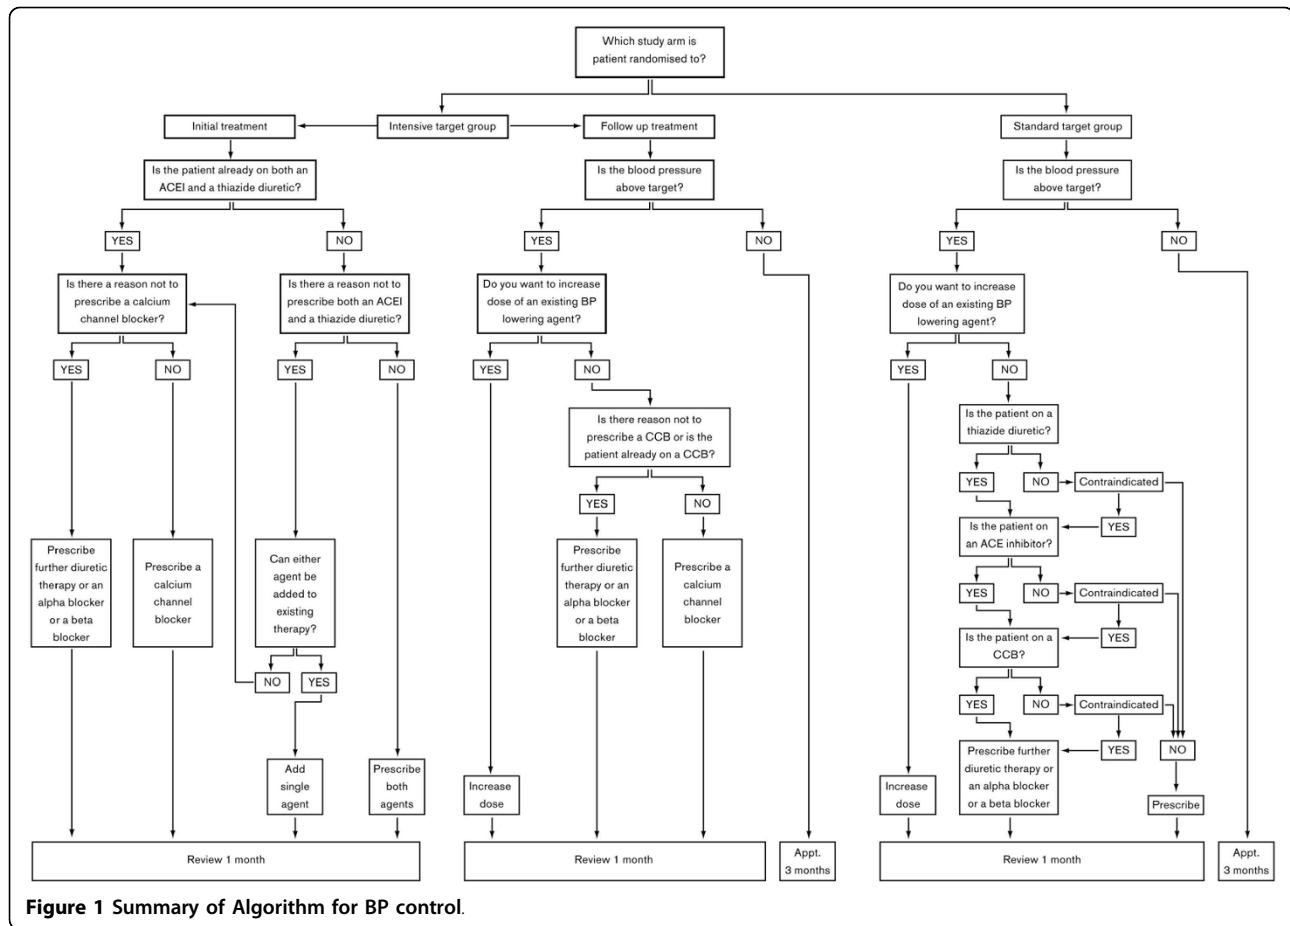 Which study arm is
patient randomised to?
Initial treatment
Intensive target group
Follow up treatment
Standard target group
Is the patient already on both an
ACEI and a thiazide diuretic?
Is the blood pressure
above target?
Is the blood pressure
above target?
YES
NO
YES
NO
YES
NO
Is there a reason not to
prescribe a calcium
channel blocker?
Is there a reason not to
prescribe both an ACEI
and a thiazide diuretic?
Do you want to increase
dose of an existing BP
lowering agent?
Do you want to increase
dose of an existing BP
lowering agent?
YES
NO
YES
NO
YES
NO
YES
NO
Is there reason not to
prescribe a CCB or is the
patient already on a CCB?
Is the patient on a
thiazide diuretic?
YES
NO
YES
NO
Contraindicated
YES
Is the patient on
an ACE inhibitor?
Prescribe
further diuretic
therapy or an
alpha blocker
or a beta
blocker
Prescribe a
calcium
channel
blocker
Can either
agent be
added to
existing
therapy?
Prescribe
further diuretic
therapy or an
alpha blocker
or a beta
blocker
Prescribe a
calcium
channel
blocker
YES
NO
Contraindicated
YES
Is the patient on a
CCB?
NO
YES
YES
NO
Contraindicated
YES
NO
Add
single
agent
Prescribe
both
agents
Increase
dose
Increase
dose
Prescribe further
diuretic therapy or
an alpha blocker
or a beta blocker
Prescribe
Review 1 month
Review 1 month
Appt.
3 months
Review 1 month
Appt.
3 months
Figure 1 Summary of Algorithm for BP control.